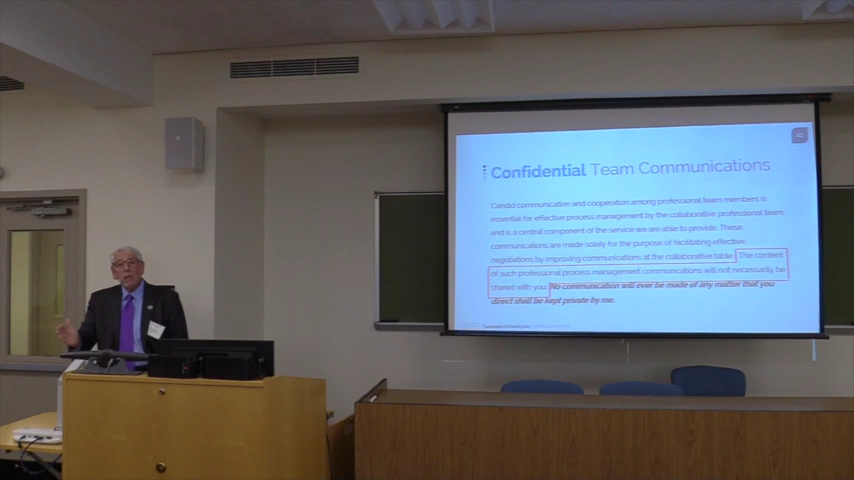 Confidential Team Communications
Candid communication and cooperation among professional team members is
essential for effective process management by the collaborative professional team
and is a central component of the service we are able to provide. These
communications are made solely for the purpose of facilitating effective
negotiations by improving communications at the collaborative table. The content
of such professional process management communications will not necessarily be
shared with you. No communication will ever be made of any matter that you
direct shall be kept private by me.